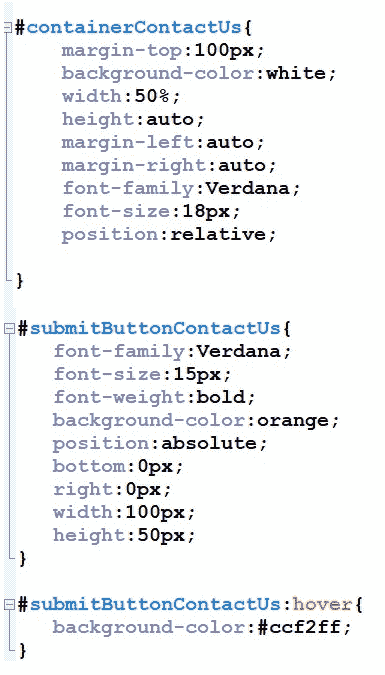 #containerContactUs{
margin-top:100px;
background-color:white;
width:50%;
height:auto;
margin-left:auto;
margin-right:auto;
font-family:Verdana;
font-size:18px;
position:relative;
}
#submitButtonContactUs{
font-family:Verdana;
font-size:15px;
font-weight:bold;
background-color:orange;
position:absolute;
bottom:0px;
right:0px;
width:100px;
height:50px;
}
#submitButtonContactUs:hover{
background-color:#ccf2ff;
}